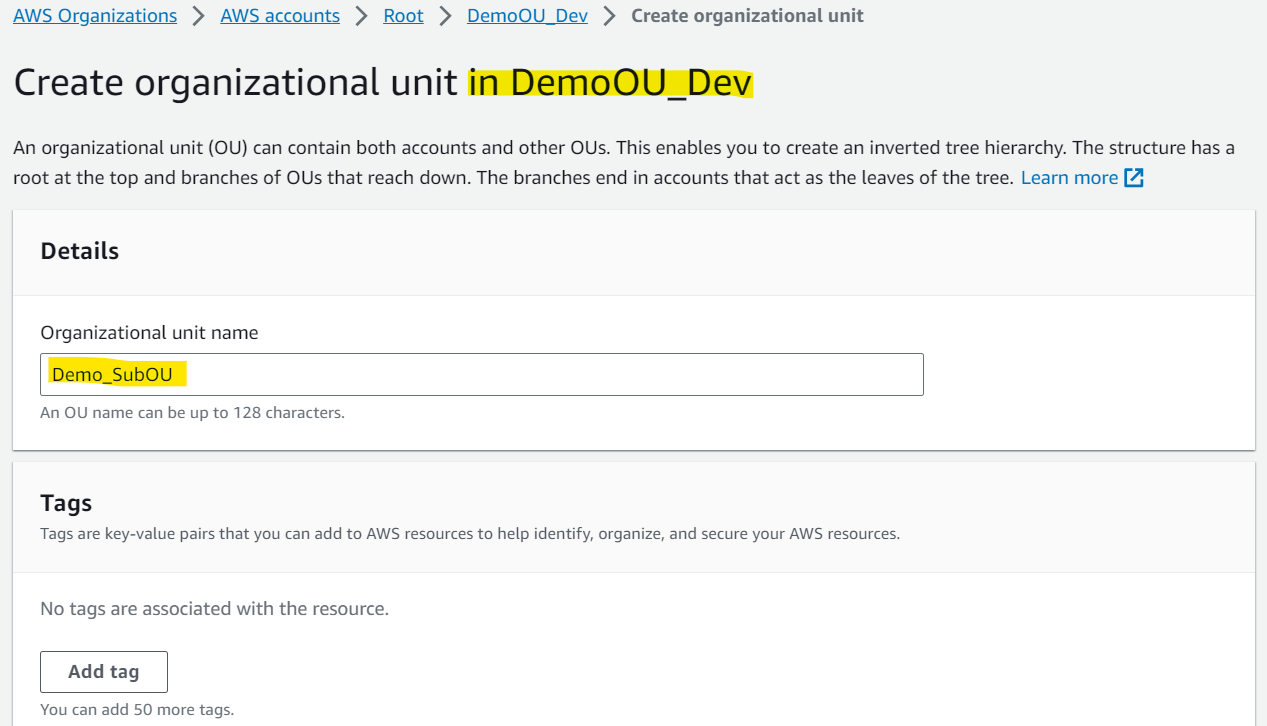 AWS Organizations > AWS accounts > Root > DemoOU_Dev > Create organizational unit
Create organizational unit in DemoOU_Dev
An organizational unit (OU) can contain both accounts and other OUs. This enables you to create an inverted tree hierarchy. The structure has a
root at the top and branches of OUs that reach down. The branches end in accounts that act as the leaves of the tree. Learn more
Details
Organizational unit name
Demo_SubOU
An OU name can be up to 128 characters.
Tags
Tags are key-value pairs that you can add to AWS resources to help identify, organize, and secure your AWS resources.
No tags are associated with the resource.
Add tag
You can add 50 more tags.